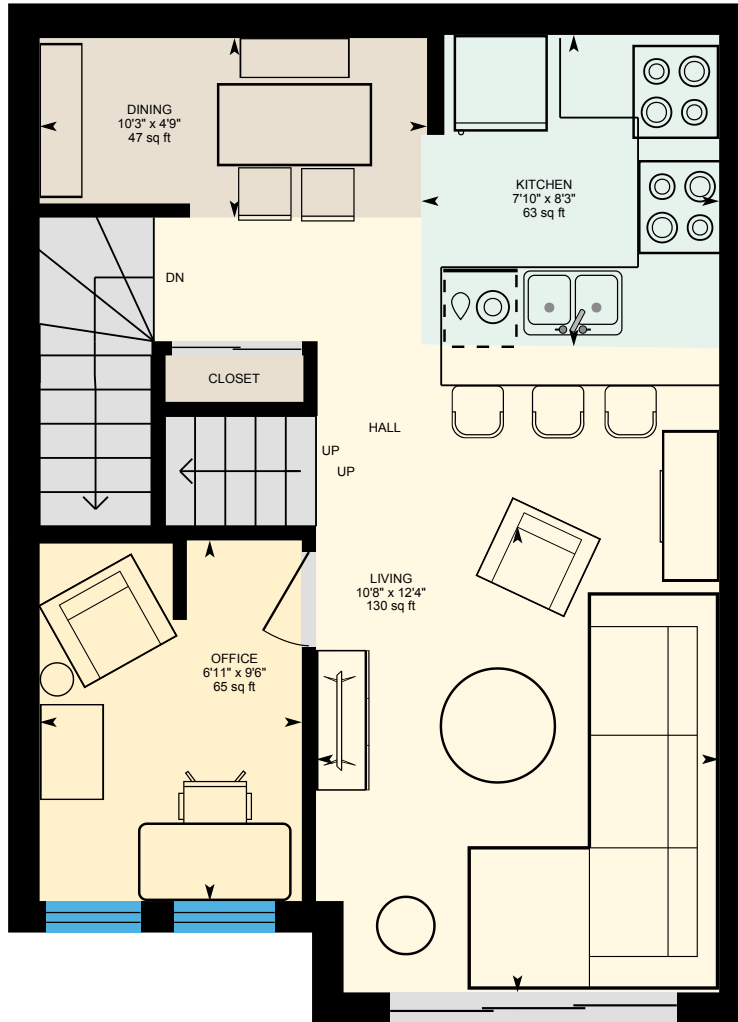 DINING
10'3" x 4'9"
47 sq ft
KITCHEN
7'10" x 8'3"
63 sq ft
DN
CLOSET
HALL
UP
UP
LIVING
10'8" x 12'4"
130 sq ft
OFFICE
6'11" x 9'6"
65 sq ft